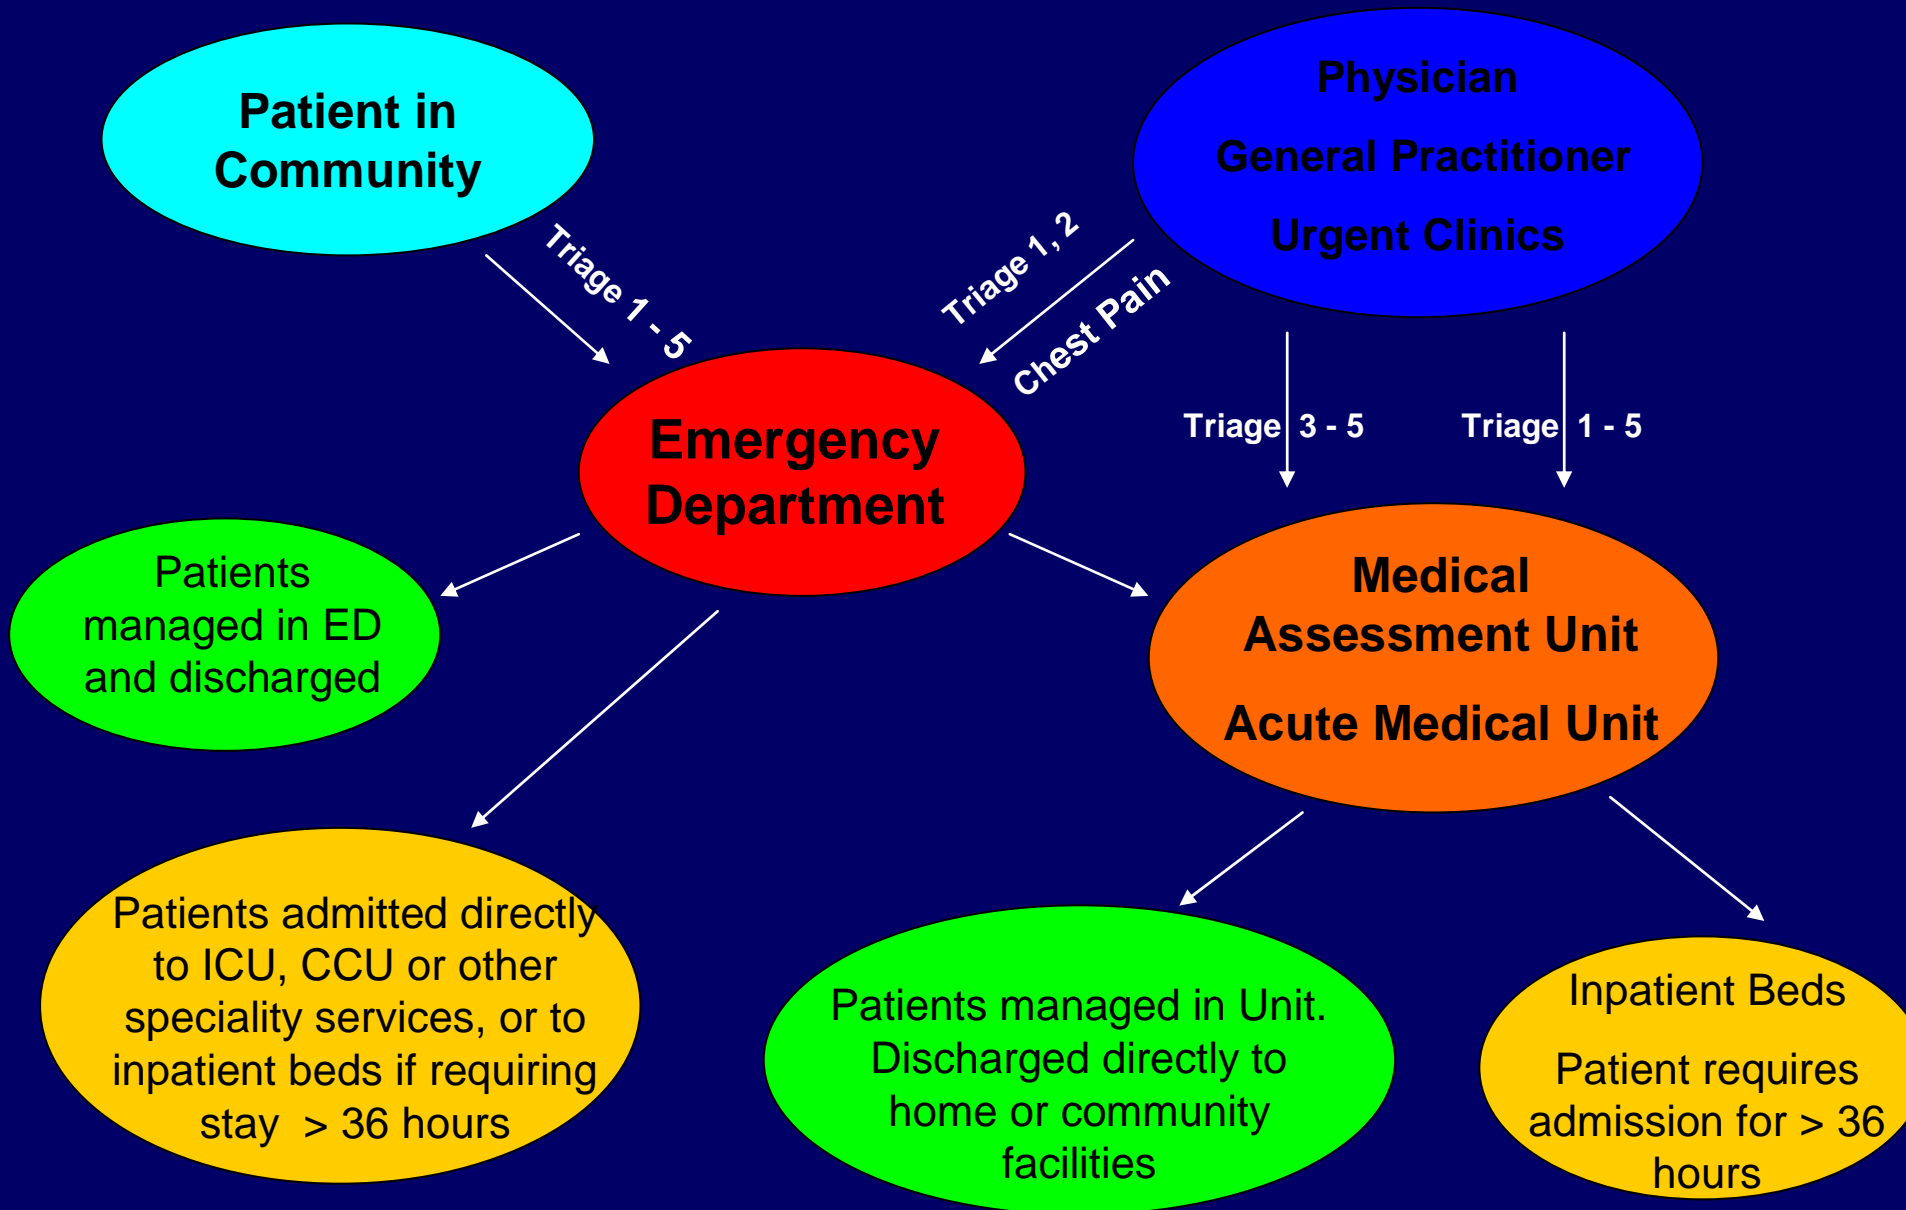 Patient in
Community
Physician
General Practitioner
Urgent Clinics
Triage 1 - 5
Triage 1, 2
Chest Pain
Triage 3 - 5
Triage 1 - 5
Emergency
Department
Patients
managed in ED
and discharged
Medical
Assessment Unit
Acute Medical Unit
Patients admitted directly
to ICU, CCU or other
speciality services, or to
inpatient beds if requiring
stay > 36 hours
Patients managed in Unit.
Discharged directly to
home or community
facilities
Inpatient Beds
Patient requires
admission for > 36
hours